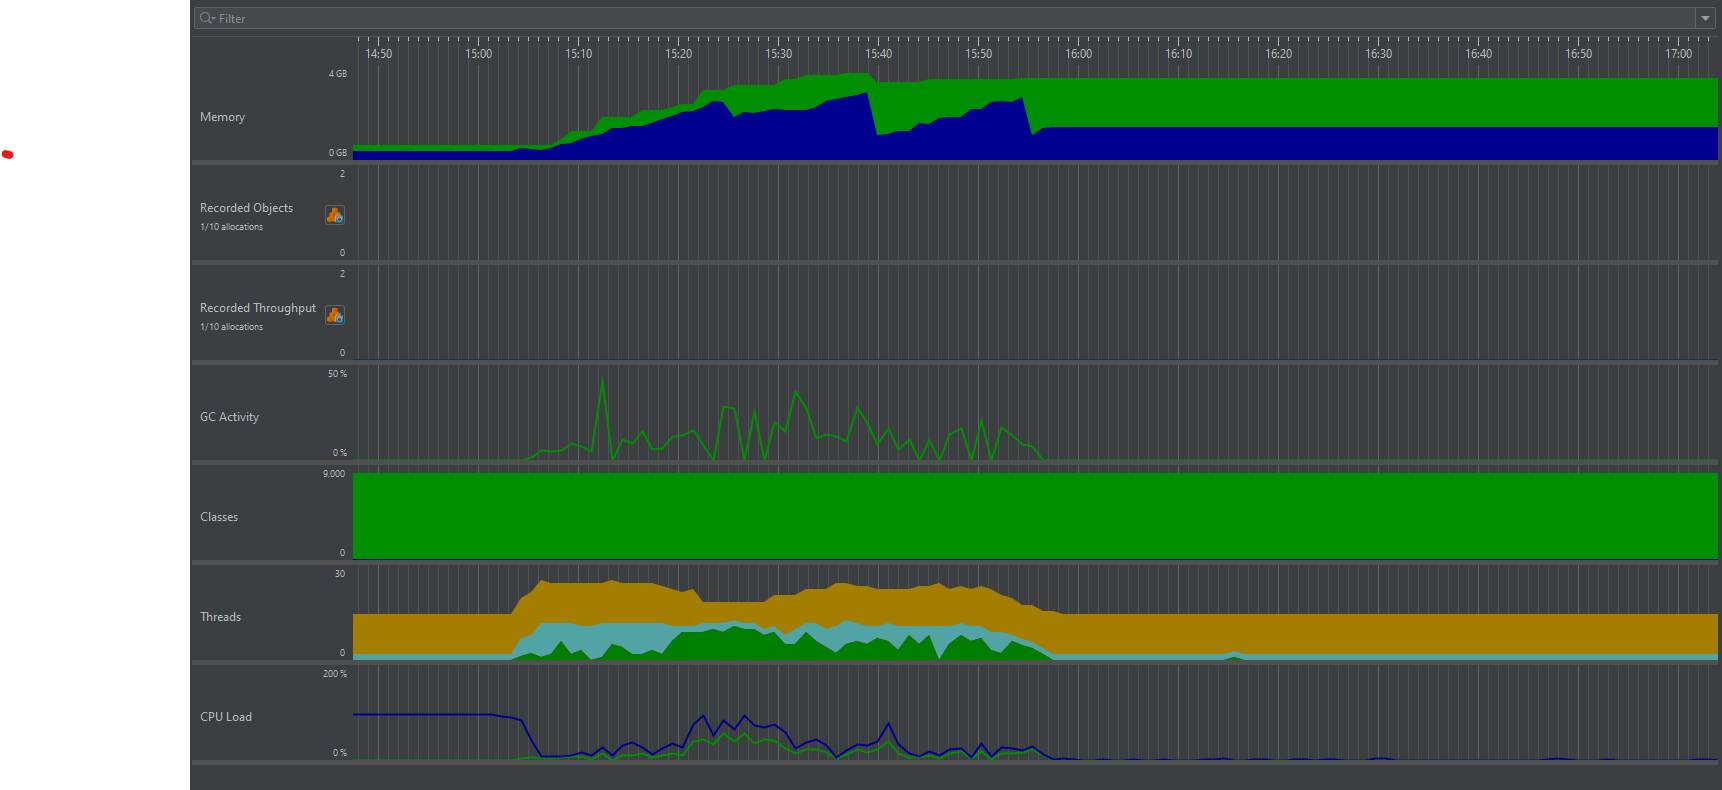 Filter
14:50 15:00 15:10 15:20 15:30 15:40 15:50 16:00 16:10 16:20 16:30 16:40 16:50 17:00
4 GB
Memory
0 GB
2
Recorded Objects
1/10 allocations
0
2
Recorded Throughput
1/10 allocations
0
50 %
GC Activity
0 %
9,000
Classes
0
30
Threads
0
200 %
CPU Load
0 %